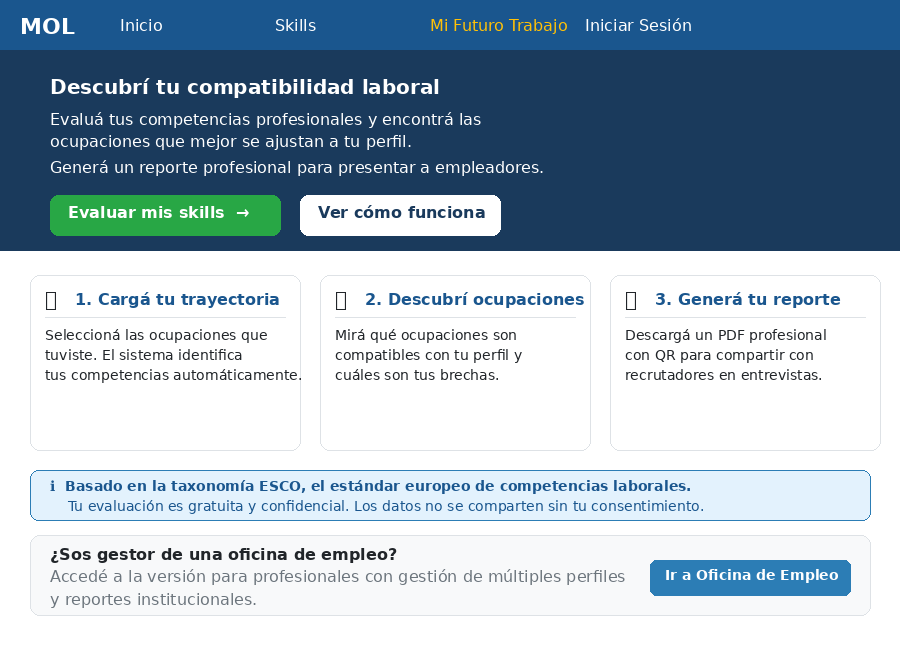 MOL Inicio Skills Mi Futuro Trabajo Iniciar Sesión
Descubrí tu compatibilidad laboral
Evaluá tus competencias profesionales y encontrá las
ocupaciones que mejor se ajustan a tu perfil.
Generá un reporte profesional para presentar a empleadores.
Evaluar mis skills →
Ver cómo funciona
1. Cargá tu trayectoria
Seleccioná las ocupaciones que
tuviste. El sistema identifica
tus competencias automáticamente.
2. Descubrí ocupaciones
Mirá qué ocupaciones son
compatibles con tu perfil y
cuáles son tus brechas.
3. Generá tu reporte
Descargá un PDF profesional
con QR para compartir con
recrutadores en entrevistas.
ℹ Basado en la taxonomía ESCO, el estándar europeo de competencias laborales.
Tu evaluación es gratuita y confidencial. Los datos no se comparten sin tu consentimiento.
¿Sos gestor de una oficina de empleo?
Accedé a la versión para profesionales con gestión de múltiples perfiles
y reportes institucionales.
Ir a Oficina de Empleo